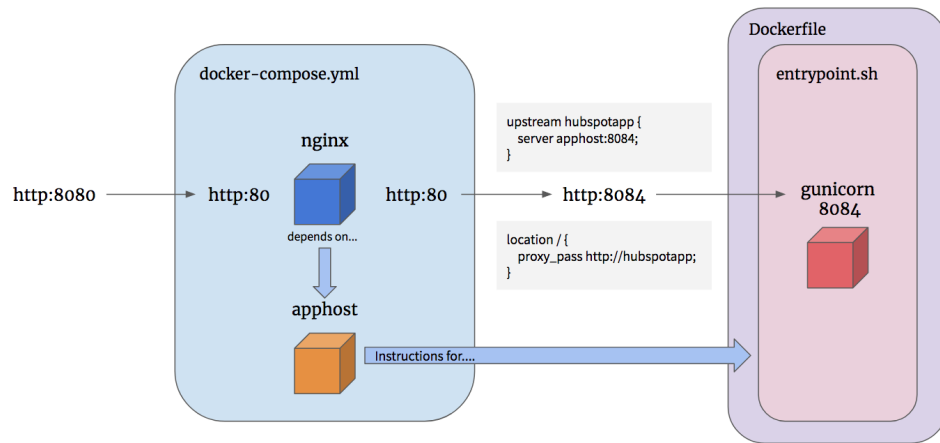 Dockerfile
docker-compose.yml
entrypoint.sh
upstream hubspotapp {
server apphost:8084;
}
nginx
http:8080
http:80
http:80
http:8084
gunicorn
8084
depends on...
location / {
proxy_pass http://hubspotapp;
}
apphost
Instructions for....